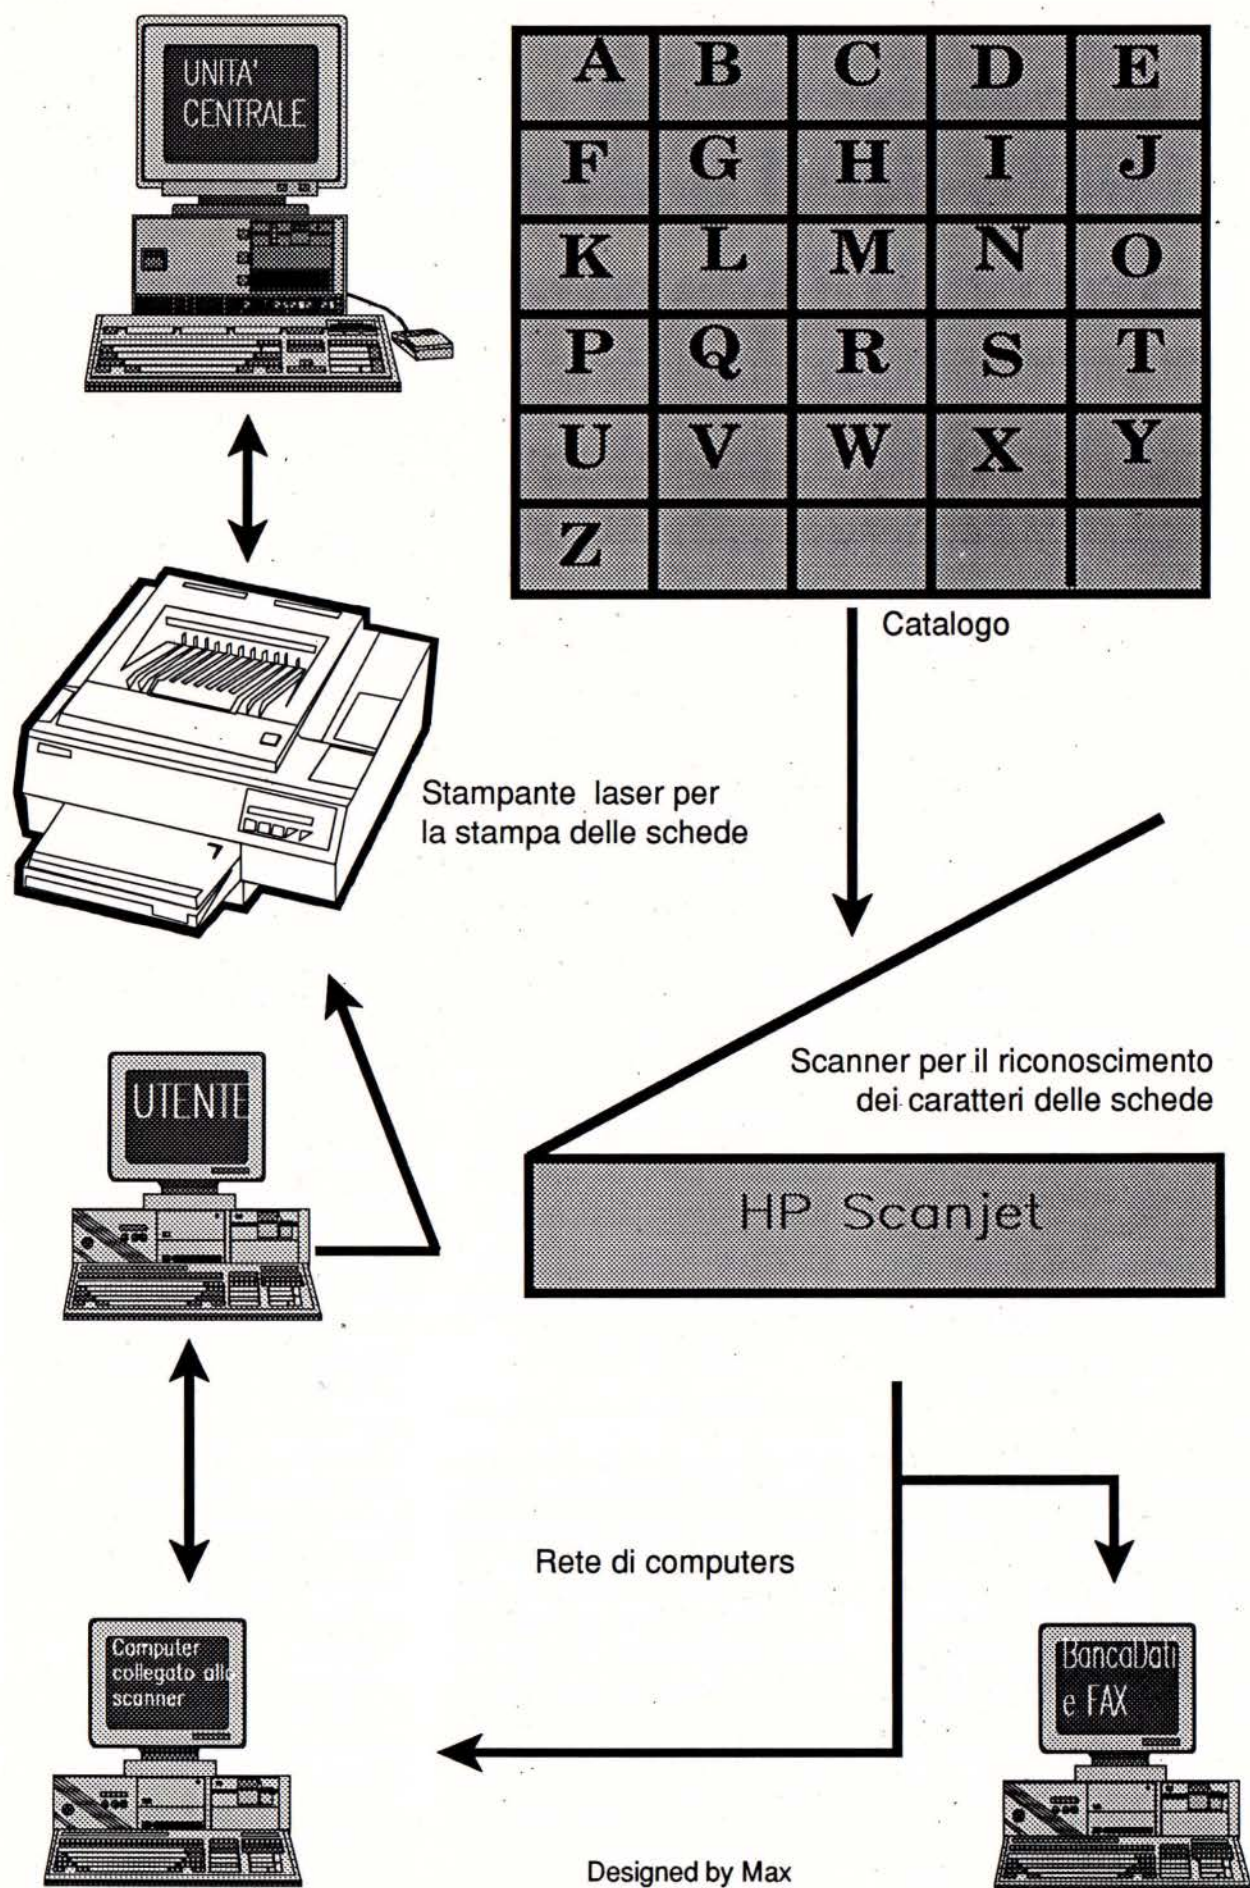 UNITA'
CENTRALE
A B C D E
F G H I J
K L M N O
P Q R S T
U V W X Y
Z
Catalogo
Stampante laser per
la stampa delle schede
Scanner per il riconoscimento
dei caratteri delle schede
UTENTE
HP Scanjet
Rete di computers
Computer
collegato allo
scanner
BancaDati
e FAX
Designed by Max